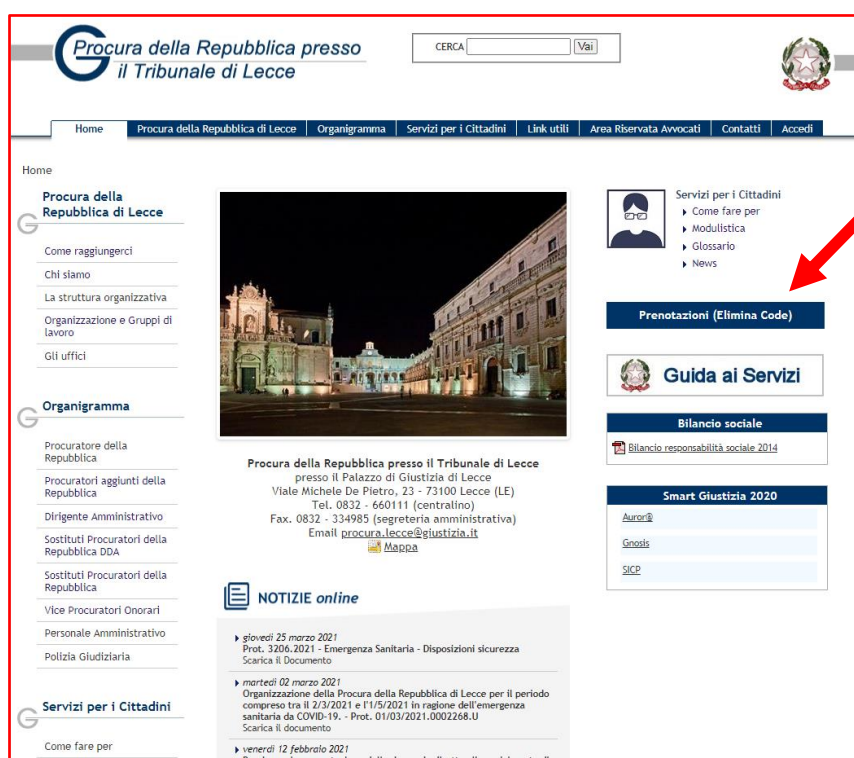 Procura della Repubblica presso
il Tribunale di Lecce
CERCA
Vai
Home
Procura della Repubblica di Lecce
Organigramma
Servizi per i Cittadini
Link utili
Area Riservata Avvocati
Contatti
Accedi
Home
Procura della
Repubblica di Lecce
Come raggiungerci
Chi siamo
La struttura organizzativa
Organizzazione e Gruppi di
lavoro
Gli uffici
Organigramma
Procuratore della
Repubblica
Procuratori aggiunti della
Repubblica
Dirigente Amministrativo
Sostituti Procuratori della
Repubblica DDA
Sostituti Procuratori della
Repubblica
Vice Procuratori Onorari
Personale Amministrativo
Polizia Giudiziaria
Servizi per i Cittadini
Come fare per
Procura della Repubblica presso il Tribunale di Lecce
presso il Palazzo di Giustizia di Lecce
Viale Michele De Pietro, 23 - 73100 Lecce (LE)
Tel. 0832 - 660111 (centralino)
Fax. 0832 - 334985 (segreteria amministrativa)
Email procura.lecce@giustizia.it
Mappa
NOTIZIE online
giovedì 25 marzo 2021
Prot. 3206.2021 - Emergenza Sanitaria - Disposizioni sicurezza
Scarica il Documento
martedì 02 marzo 2021
Organizzazione della Procura della Repubblica di Lecce per il periodo
compreso tra il 2/3/2021 e l'1/5/2021 in ragione dell'emergenza
sanitaria da COVID-19. - Prot. 01/03/2021.0002268.U
Scarica il documento
venerdì 12 febbraio 2021
Servizi per i Cittadini
Come fare per
Modulistica
Glossario
News
Prenotazioni (Elimina Code)
Guida ai Servizi
Bilancio sociale
Bilancio responsabilità sociale 2014
Smart Giustizia 2020
Auror@
Gnosis
SICP